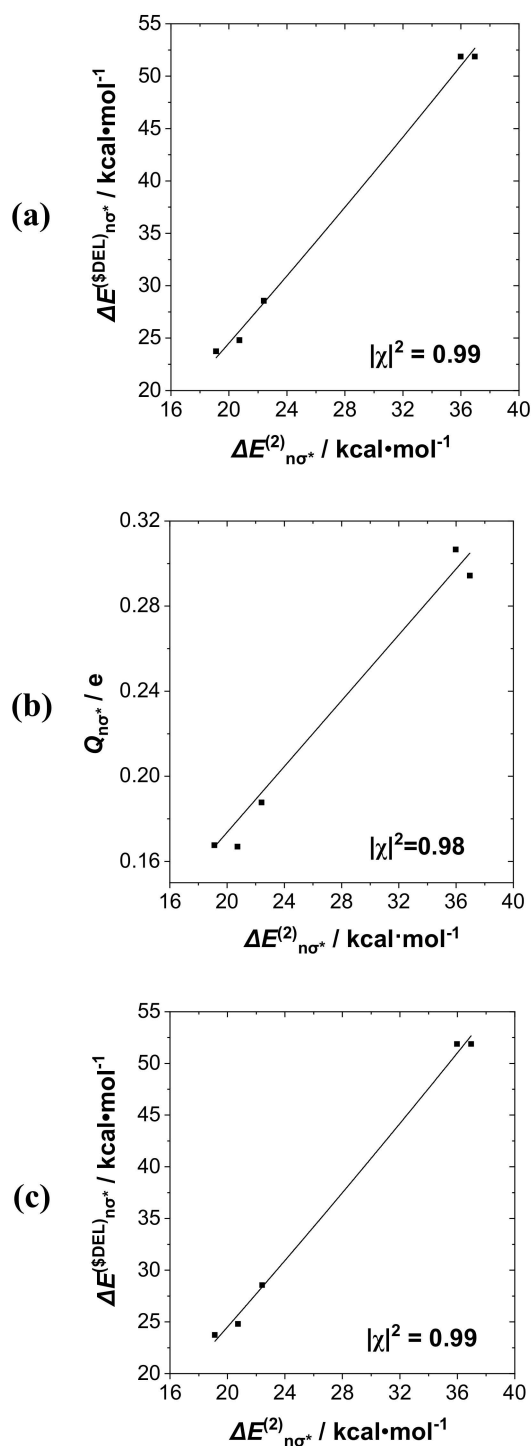 (a)
ΔE($DEL)nσ* / kcal•mol-1
55
50
45
40
35
30
25
20
|χ|2 = 0.99
16 20 24 28 32 36 40
ΔE(2)nσ* / kcal•mol-1
(b)
Qnσ* / e
0.32
0.28
0.24
0.20
0.16
|χ|2=0.98
16 20 24 28 32 36 40
ΔE(2)nσ* / kcal·mol-1
(c)
ΔE($DEL)nσ* / kcal•mol-1
55
50
45
40
35
30
25
20
|χ|2 = 0.99
16 20 24 28 32 36 40
ΔE(2)nσ* / kcal•mol-1